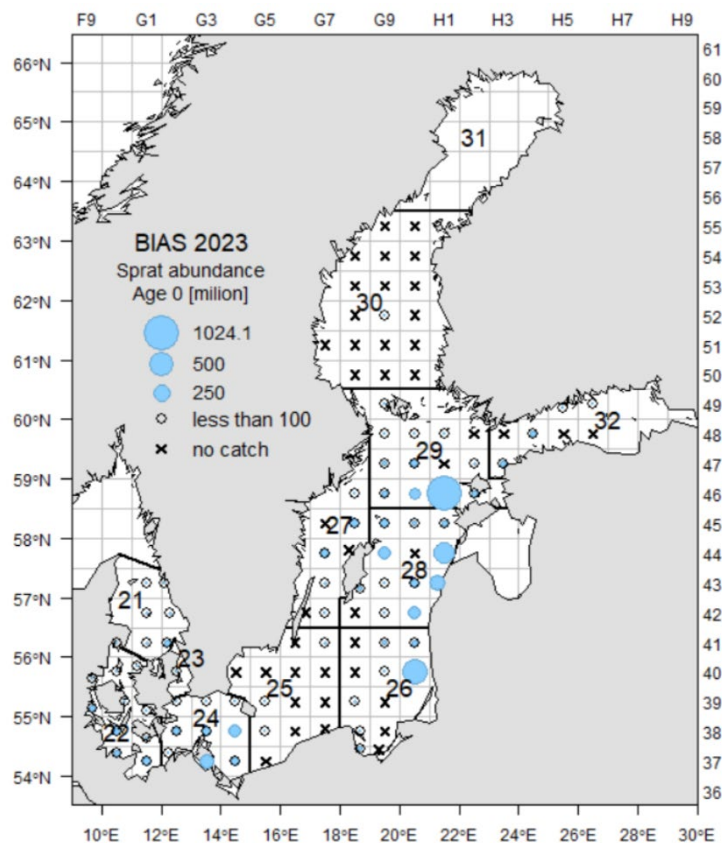 F9 G1 G3 G5 G7 G9 H1 H3 H5 H7 H9
66°N
65°N
64°N
63°N
62°N
61°N
60°N
59°N
58°N
57°N
56°N
55°N
54°N
61
60
59
58
57
56
55
54
53
52
51
50
49
48
47
46
45
44
43
42
41
40
39
38
37
36
BIAS 2023
Sprat abundance
Age 0 [milion]
1024.1
500
250
less than 100
no catch
31
30
32
29
27
28
21
23
25
26
24
22
10°E 12°E 14°E 16°E 18°E 20°E 22°E 24°E 26°E 28°E 30°E